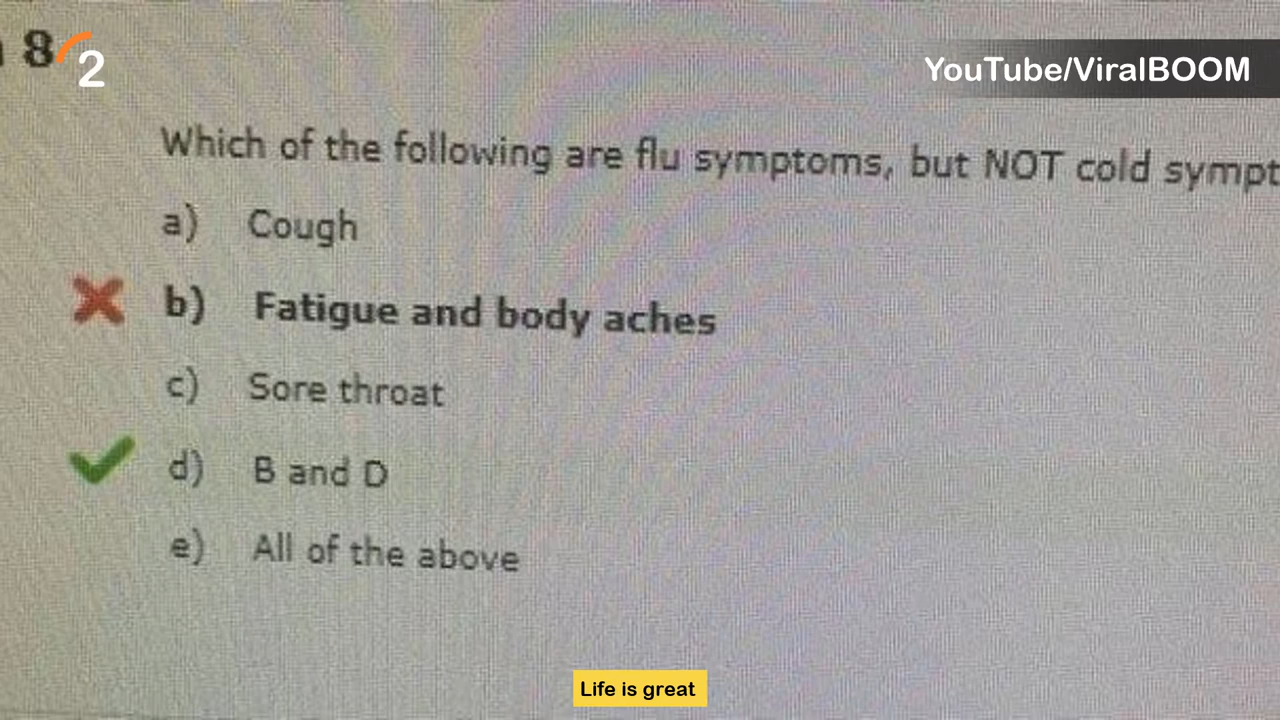 8
2
YouTube/ViralBOOM
Which of the following are flu symptoms, but NOT cold sympt
a) Cough
b) Fatigue and body aches
c) Sore throat
d) B and D
e) All of the above
Life is great